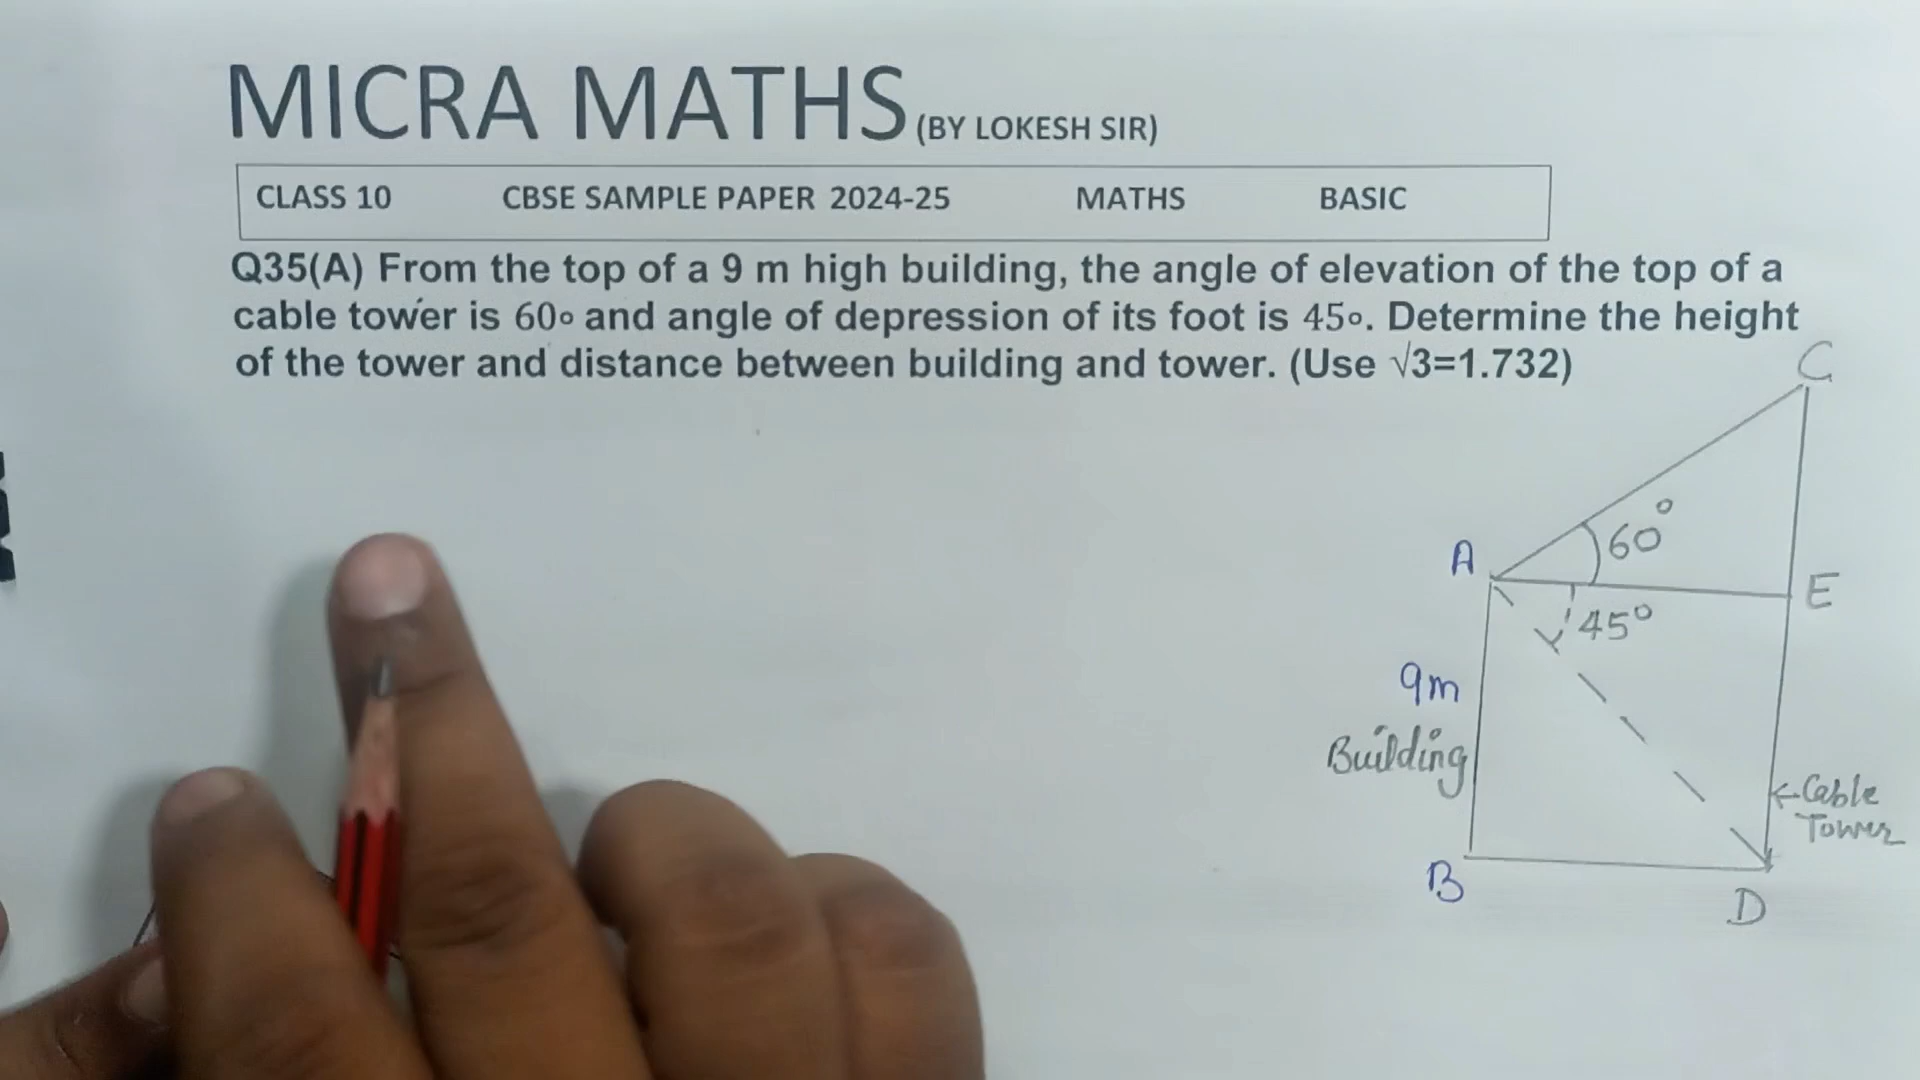 MICRA MATHS (BY LOKESH SIR)
CLASS 10 CBSE SAMPLE PAPER 2024-25 MATHS BASIC
Q35(A) From the top of a 9 m high building, the angle of elevation of the top of a
cable tower is 60∘ and angle of depression of its foot is 45∘. Determine the height
of the tower and distance between building and tower. (Use √3=1.732)
C
60°
A
E
45°
9m
Building
←Cable
Tower
B
D